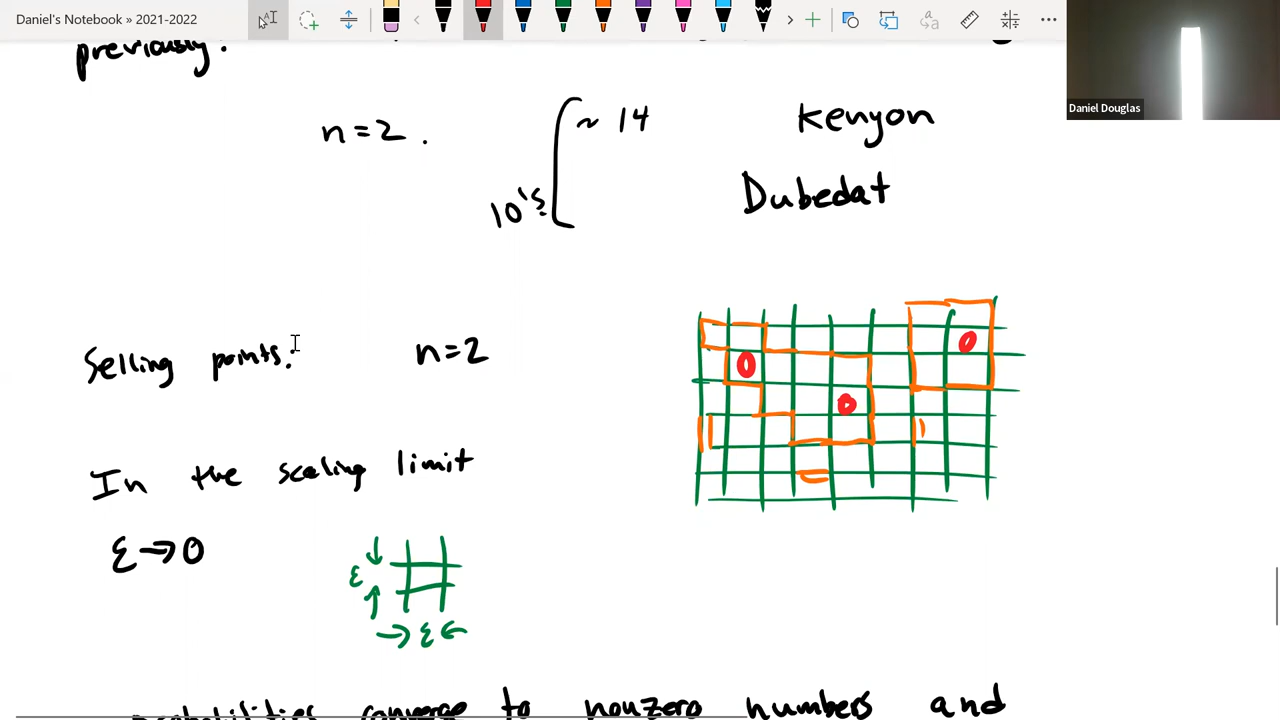 Daniel's Notebook » 2021-2022
Daniel Douglas
previously.
n=2.
~ 14
10's
Kenyon
Dubedat
Selling points:
n=2
In the scaling limit
ε→0
ε
→ ε ←
probabilities converge to nonzero numbers and